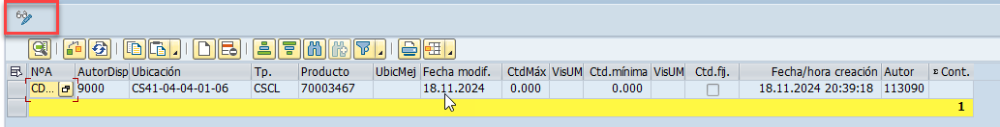 NºA AutorDisp Ubicación Tp. Producto UbicMej Fecha modif. CtdMáx VisUM Ctd.mínima VisUM Ctd.fij. Fecha/hora creación Autor Cont.
CD... 9000 CS41-04-04-01-06 CSCL 70003467 18.11.2024 0.000 0.000 18.11.2024 20:39:18 113090
1